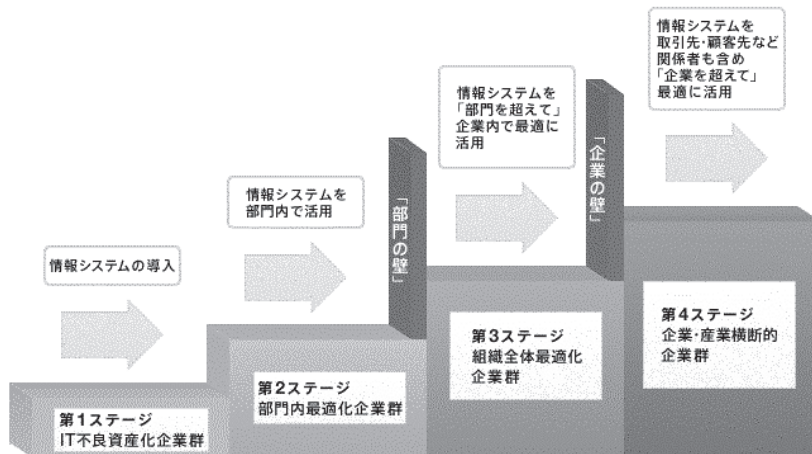 情報システムの導入
第1ステージ
IT不良資産化企業群
情報システムを
部門内で活用
第2ステージ
部門内最適化企業群
「部門の壁」
情報システムを
「部門を超えて」
企業内で最適に
活用
第3ステージ
組織全体最適化
企業群
「企業の壁」
情報システムを
取引先・顧客先など
関係者も含め
「企業を超えて」
最適に活用
第4ステージ
企業・産業横断的
企業群